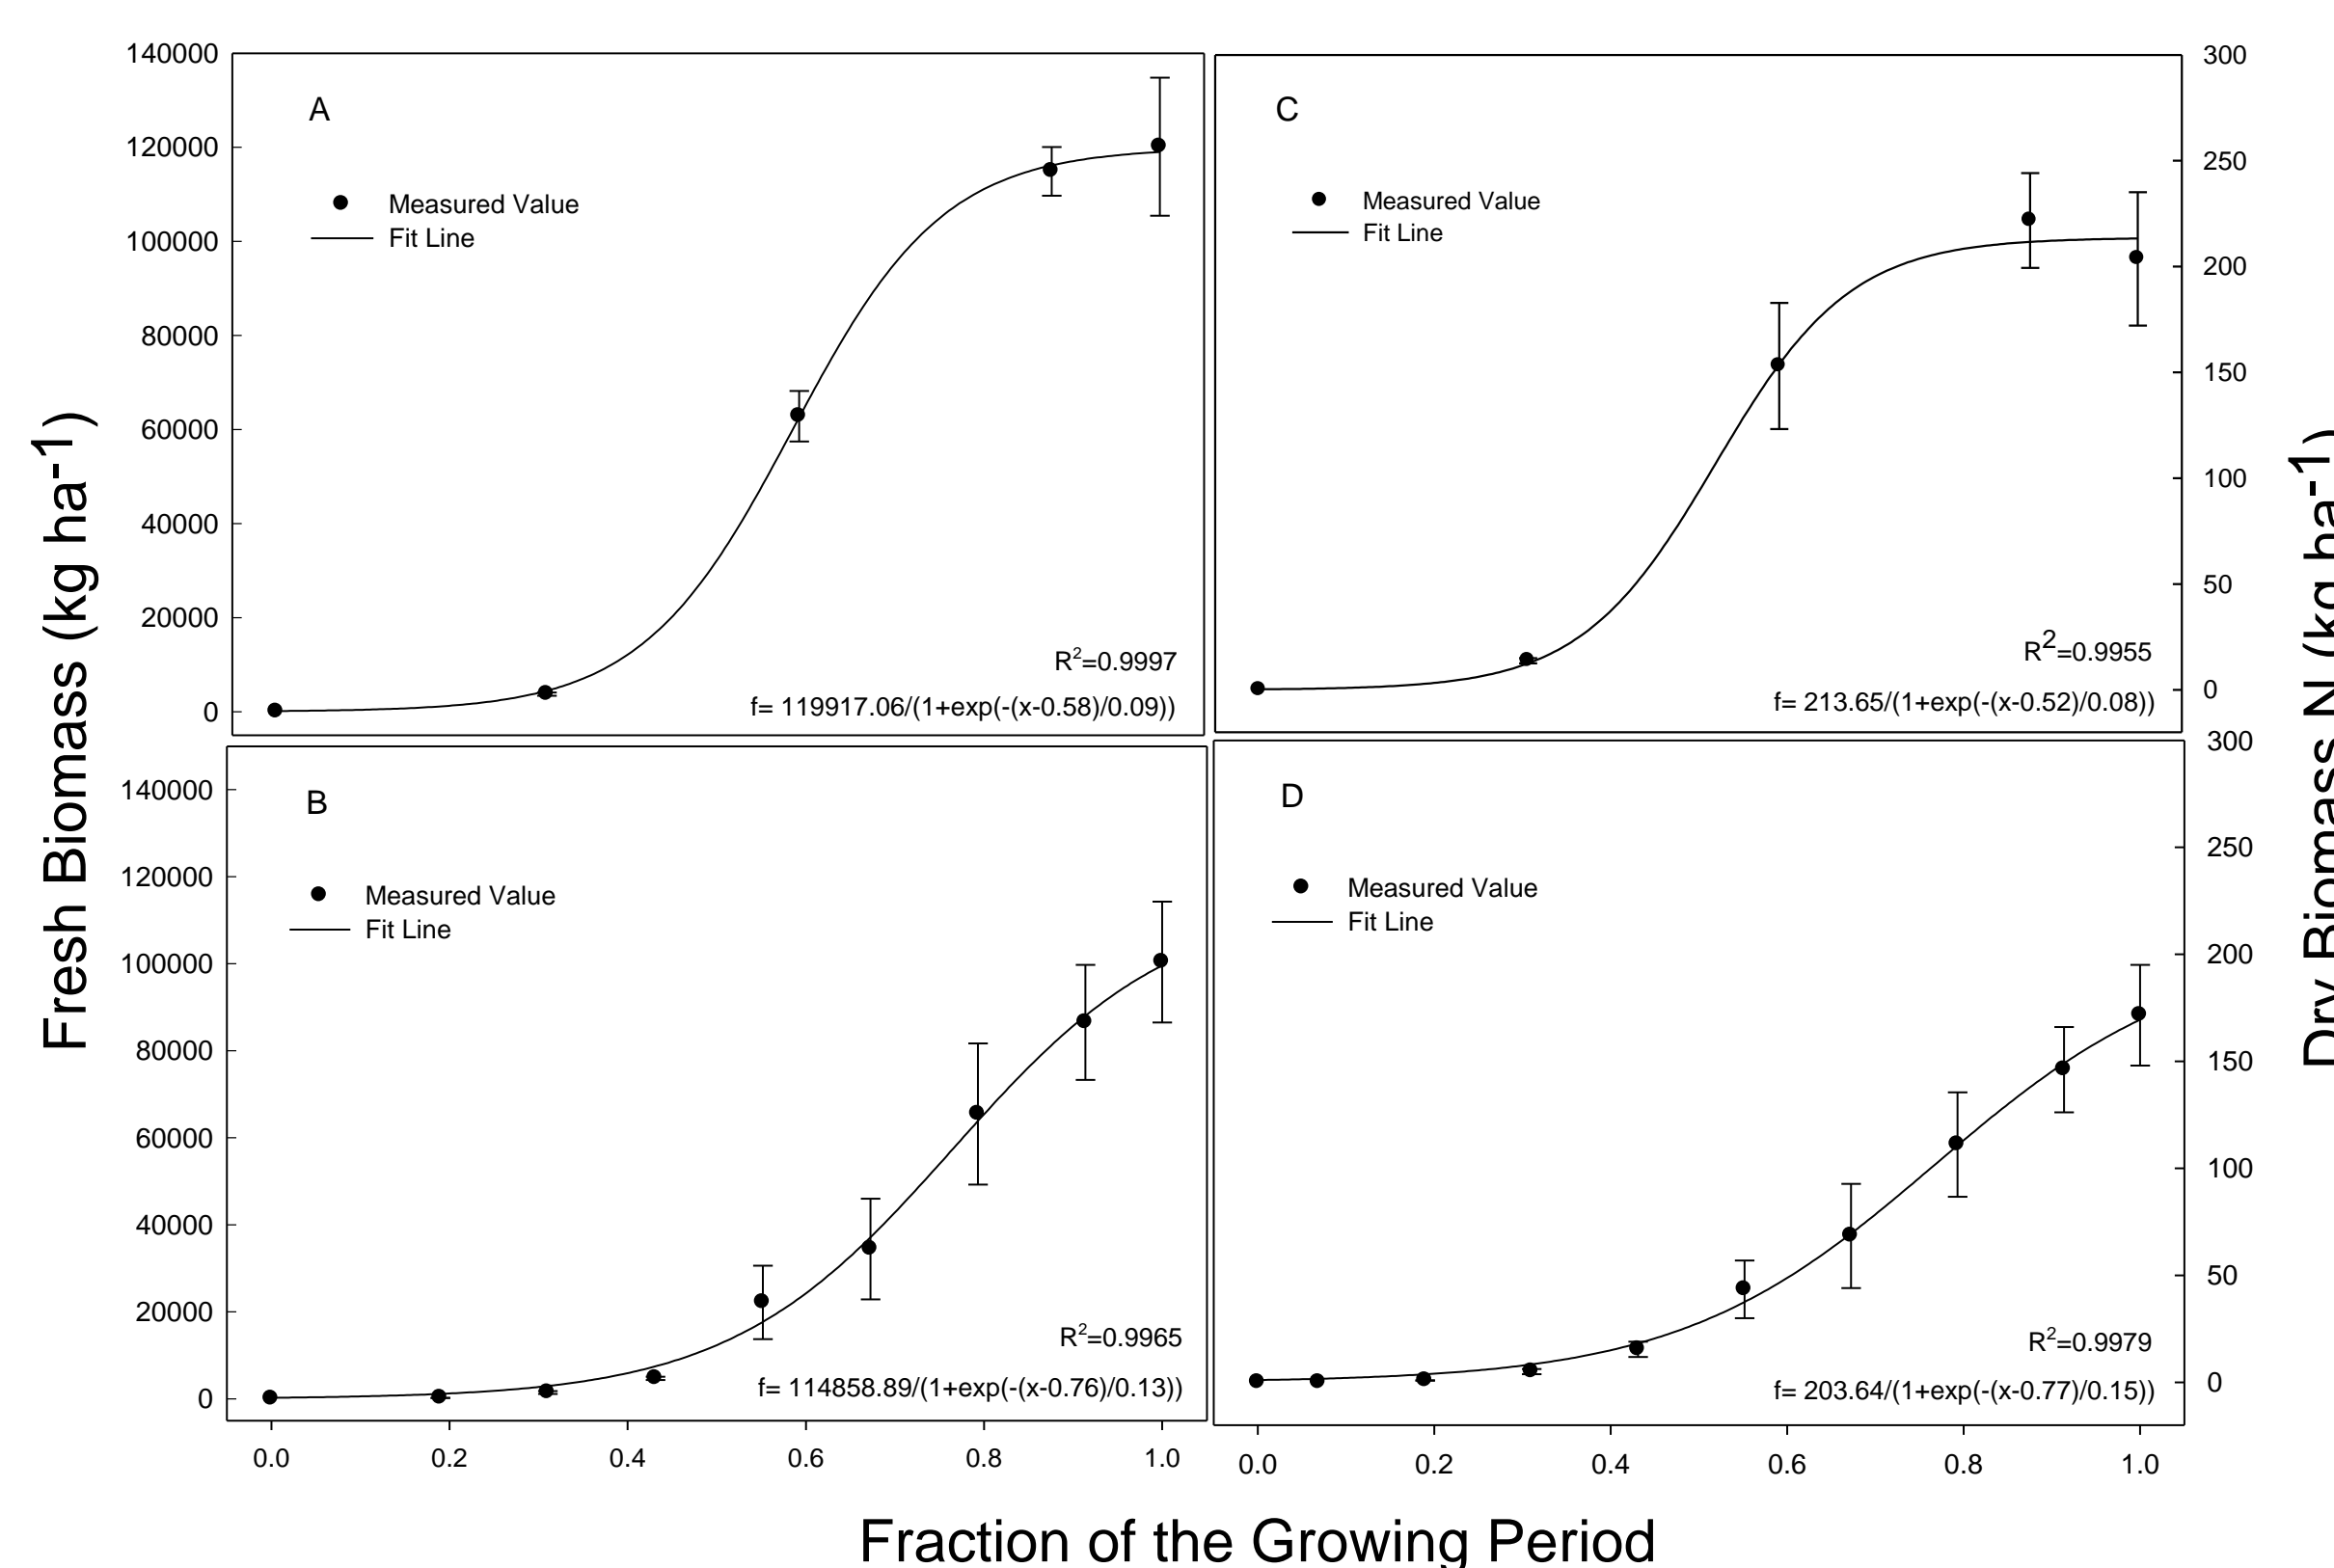 Fresh Biomass (kg ha-1)
140000
120000
100000
80000
60000
40000
20000
0
A
Measured Value
Fit Line
R2=0.9997
f= 119917.06/(1+exp(-(x-0.58)/0.09))
C
Measured Value
Fit Line
R2=0.9955
f= 213.65/(1+exp(-(x-0.52)/0.08))
300
250
200
150
100
50
0
140000
120000
100000
80000
60000
40000
20000
0
B
Measured Value
Fit Line
R2=0.9965
f= 114858.89/(1+exp(-(x-0.76)/0.13))
0.0 0.2 0.4 0.6 0.8 1.0
D
Measured Value
Fit Line
R2=0.9979
f= 203.64/(1+exp(-(x-0.77)/0.15))
300
250
200
150
100
50
0
0.0 0.2 0.4 0.6 0.8 1.0
Dry Biomass N (kg ha-1)
Fraction of the Growing Period